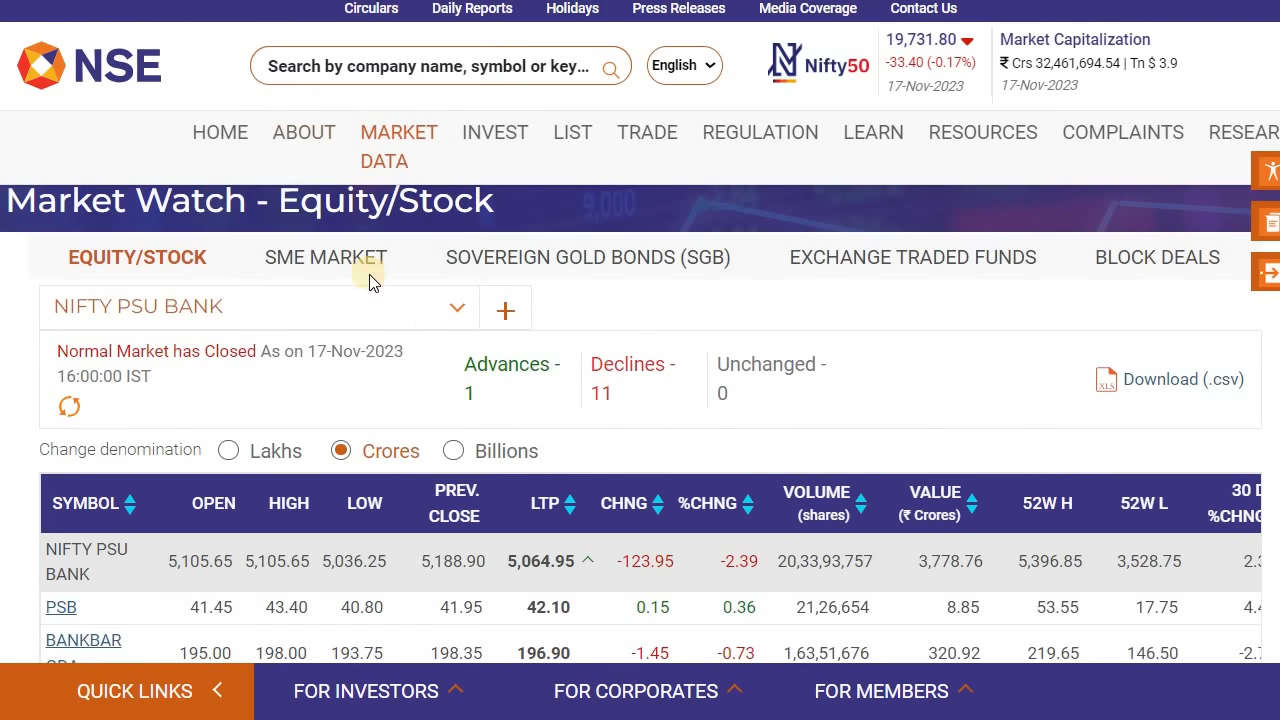 Circulars Daily Reports Holidays Press Releases Media Coverage Contact Us
NSE
Search by company name, symbol or key...
English
Nifty50
19,731.80
-33.40 (-0.17%)
17-Nov-2023
Market Capitalization
₹ Crs 32,461,694.54 | Tn $ 3.9
17-Nov-2023
HOME ABOUT MARKET DATA INVEST LIST TRADE REGULATION LEARN RESOURCES COMPLAINTS RESEAR
9,000
Market Watch - Equity/Stock
EQUITY/STOCK SME MARKET SOVEREIGN GOLD BONDS (SGB) EXCHANGE TRADED FUNDS BLOCK DEALS
NIFTY PSU BANK
+
Normal Market has Closed As on 17-Nov-2023
16:00:00 IST
Advances -
1
Declines -
11
Unchanged -
0
XLS
Download (.csv)
Change denomination Lakhs Crores Billions
SYMBOL OPEN HIGH LOW PREV. CLOSE LTP CHNG %CHNG VOLUME (shares) VALUE (₹ Crores) 52W H 52W L 30 D %CHNG
NIFTY PSU BANK 5,105.65 5,105.65 5,036.25 5,188.90 5,064.95 -123.95 -2.39 20,33,93,757 3,778.76 5,396.85 3,528.75 2.
PSB 41.45 43.40 40.80 41.95 42.10 0.15 0.36 21,26,654 8.85 53.55 17.75 4.
BANKBAR 195.00 198.00 193.75 198.35 196.90 -1.45 -0.73 1,63,51,676 320.92 219.65 146.50 -2.
QUICK LINKS FOR INVESTORS FOR CORPORATES FOR MEMBERS